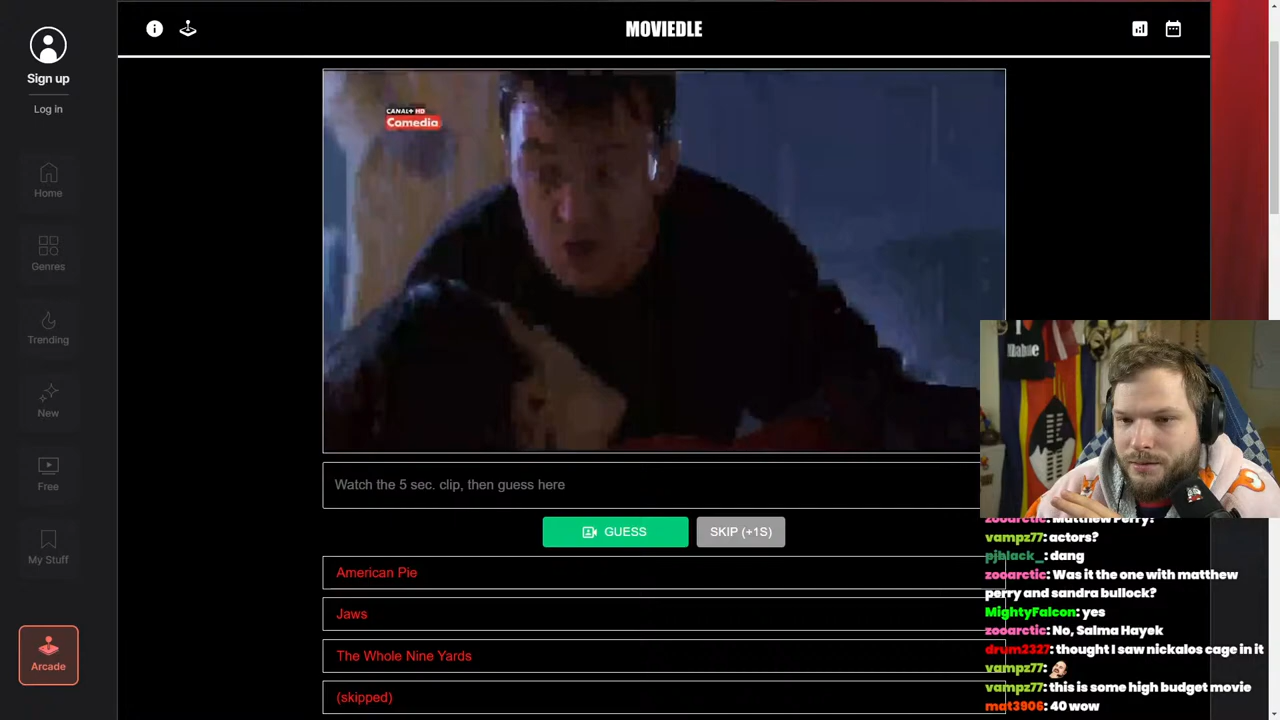 MOVIEDLE
Sign up
Log in
Home
Genres
Trending
New
Free
My Stuff
Arcade
CANAL+ HD
Comedia
Watch the 5 sec. clip, then guess here
GUESS
SKIP (+1S)
American Pie
Jaws
The Whole Nine Yards
(skipped)
zooarctic: Matthew Perry?
vampz77: actors?
pjblack_: dang
zooarctic: Was it the one with matthew
perry and sandra bullock?
MightyFalcon: yes
zooarctic: No, Salma Hayek
drvm2327: thought I saw nickalos cage in it
vampz77:
vampz77: this is some high budget movie
mat3906: 40 wow